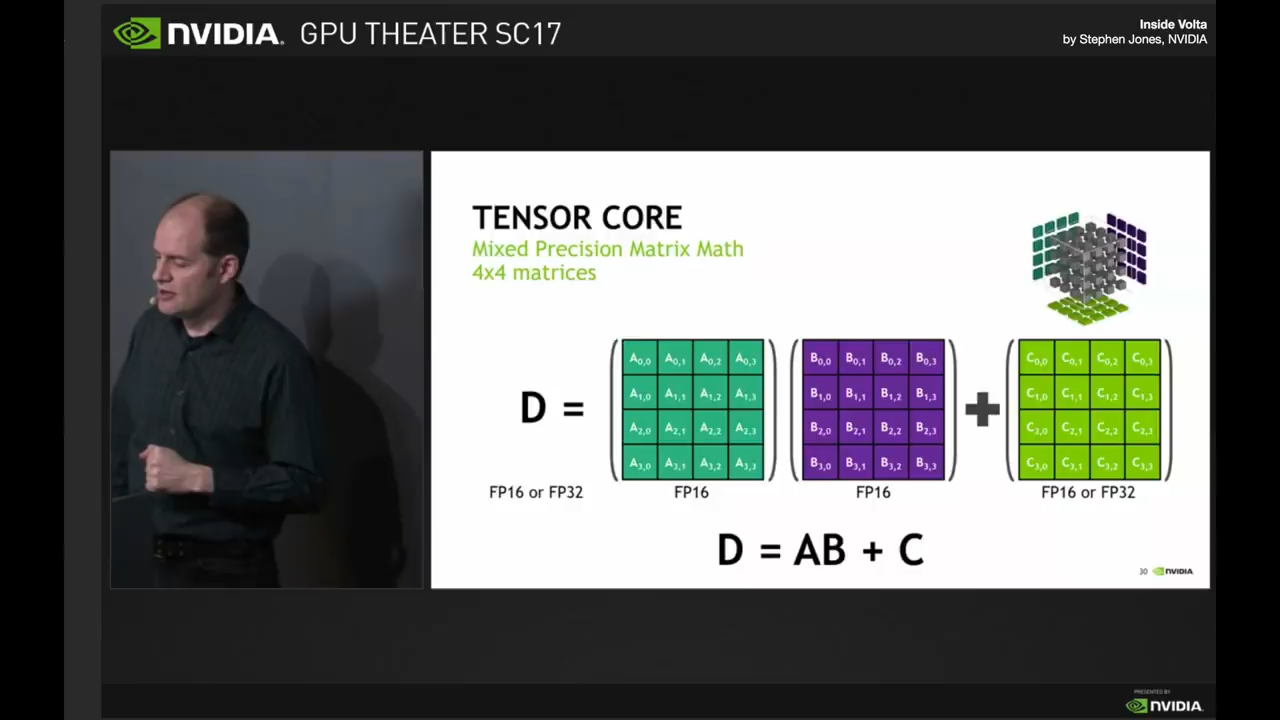 NVIDIA. GPU THEATER SC17
Inside Volta
by Stephen Jones, NVIDIA
TENSOR CORE
Mixed Precision Matrix Math
4x4 matrices
D =
A0,0 A0,1 A0,2 A0,3
A1,0 A1,1 A1,2 A1,3
A2,0 A2,1 A2,2 A2,3
A3,0 A3,1 A3,2 A3,3
B0,0 B0,1 B0,2 B0,3
B1,0 B1,1 B1,2 B1,3
B2,0 B2,1 B2,2 B2,3
B3,0 B3,1 B3,2 B3,3
+
C0,0 C0,1 C0,2 C0,3
C1,0 C1,1 C1,2 C1,3
C2,0 C2,1 C2,2 C2,3
C3,0 C3,1 C3,2 C3,3
FP16 or FP32
FP16
FP16
FP16 or FP32
D = AB + C
30 NVIDIA
PRESENTED BY
NVIDIA.